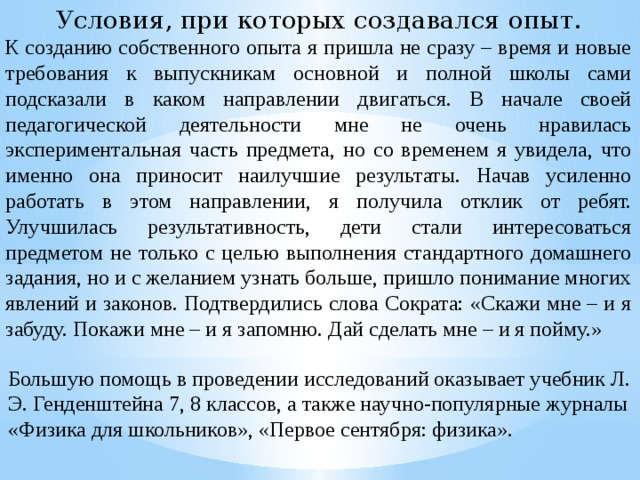 Условия, при которых создавался опыт.
К созданию собственного опыта я пришла не сразу – время и новые
требования к выпускникам основной и полной школы сами
подсказали в каком направлении двигаться. В начале своей
педагогической деятельности мне не очень нравилась
экспериментальная часть предмета, но со временем я увидела, что
именно она приносит наилучшие результаты. Начав усиленно
работать в этом направлении, я получила отклик от ребят.
Улучшилась результативность, дети стали интересоваться
предметом не только с целью выполнения стандартного домашнего
задания, но и с желанием узнать больше, пришло понимание многих
явлений и законов. Подтвердились слова Сократа: «Скажи мне – и я
забуду. Покажи мне – и я запомню. Дай сделать мне – и я пойму.»
Большую помощь в проведении исследований оказывает учебник Л.
Э. Генденштейна 7, 8 классов, а также научно-популярные журналы
«Физика для школьников», «Первое сентября: физика».